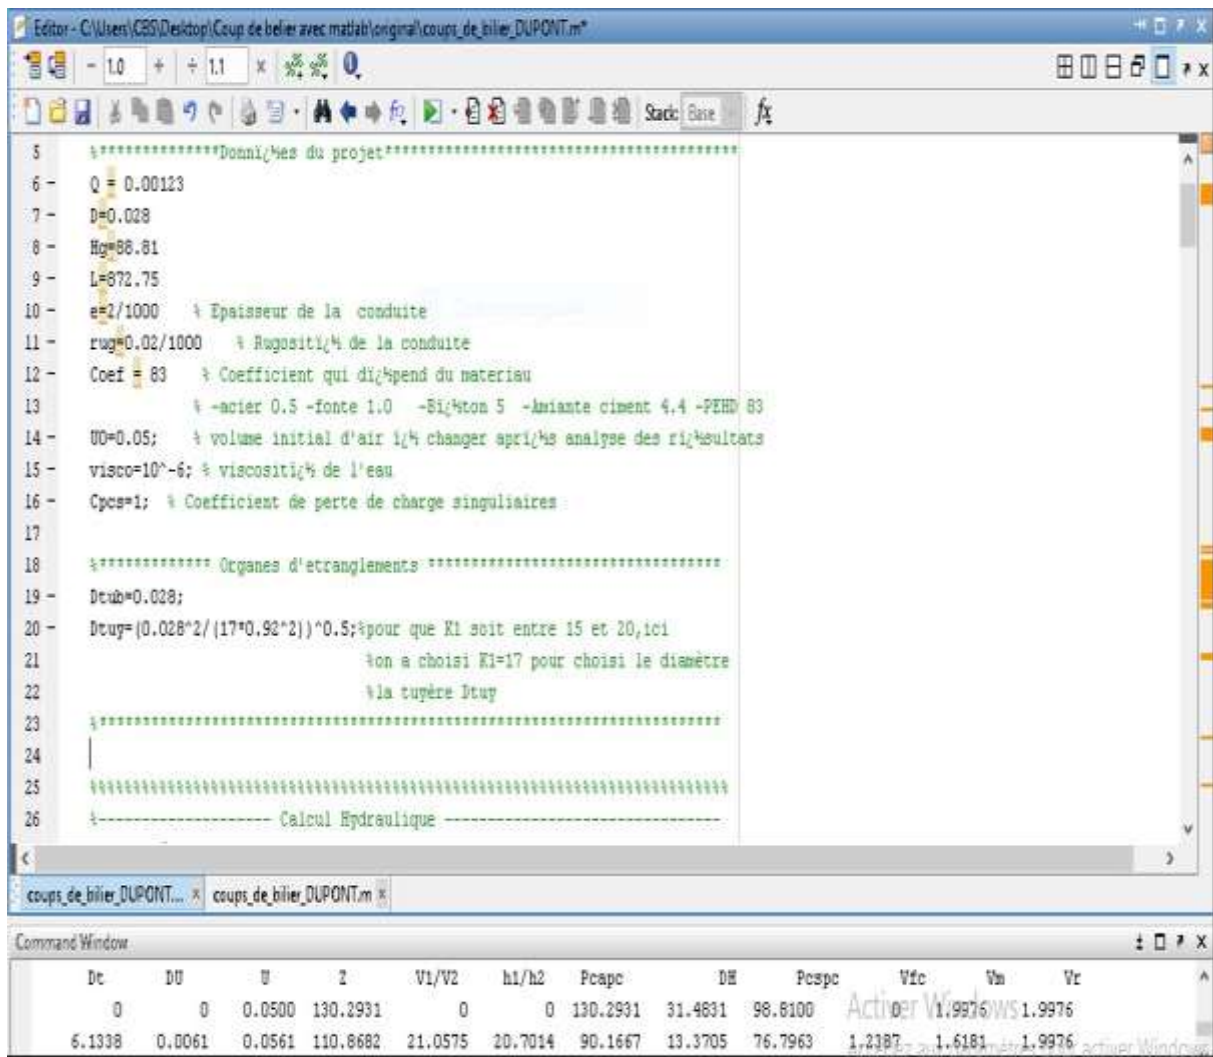 Editor - C:\Users\CBS\Desktop\Coup de belier avec matlab\original\coups_de_bilier_DUPONT.m*
- 1.0 + ÷ 1.1 ×
Stack: Base fx
5 %**************Donnï¿½es du projet*****************************************
6 - Q = 0.00123
7 - D=0.028
8 - Hg=88.81
9 - L=872.75
10 - e=2/1000 % Epaisseur de la conduite
11 - rug=0.02/1000 % Rugositï¿½ de la conduite
12 - Coef = 83 % Coefficient qui dï¿½pend du materiau
13 % -acier 0.5 -fonte 1.0 -Bï¿½ton 5 -Amiante ciment 4.4 -PEHD 83
14 - U0=0.05; % volume initial d'air ï¿½ changer aprï¿½s analyse des rï¿½sultats
15 - visco=10^-6; % viscositï¿½ de l'eau
16 - Cpcs=1; % Coefficient de perte de charge singuliaires
17
18 %************* Organes d'etranglements **********************************
19 - Dtub=0.028;
20 - Dtuy=(0.028^2/(17*0.92^2))^0.5;%pour que K1 soit entre 15 et 20,ici
21 %on a choisi K1=17 pour choisi le diamètre
22 %la tuyère Dtuy
23 %*************************************************************************
24
25 %%%%%%%%%%%%%%%%%%%%%%%%%%%%%%%%%%%%%%%%%%%%%%%%%%%%%%%%%%%%%%%%%%%%%%%%%%%
26 %-------------------- Calcul Hydraulique --------------------------------
coups_de_bilier_DUPONT.... × coups_de_bilier_DUPONT.m ×
Command Window
Dt DU U Z V1/V2 h1/h2 Pcapc DH Pcspc Vfc Vm Vr
0 0 0.0500 130.2931 0 0 130.2931 31.4831 98.8100 0 1.9976 1.9976
Activer Windows
6.1338 0.0061 0.0561 110.8682 21.0575 20.7014 90.1667 13.3705 76.7963 1.2387 1.6181 1.9976
activer Windows